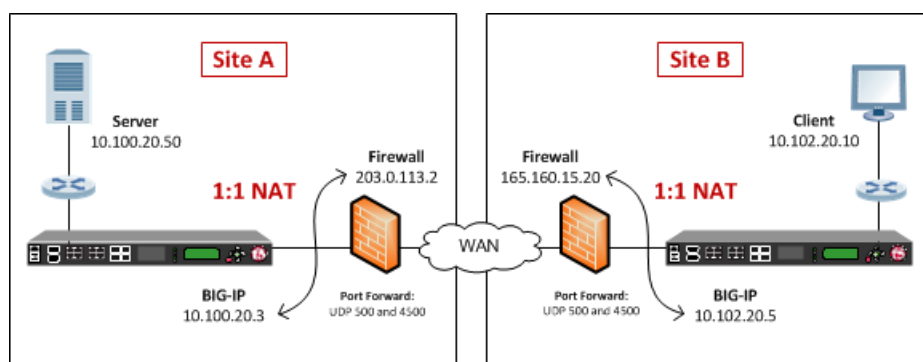 Site A
Server
10.100.20.50
Firewall
203.0.113.2
1:1 NAT
BIG-IP
10.100.20.3
Port Forward:
UDP 500 and 4500
WAN
Site B
Client
10.102.20.10
Firewall
165.160.15.20
1:1 NAT
Port Forward:
UDP 500 and 4500
BIG-IP
10.102.20.5